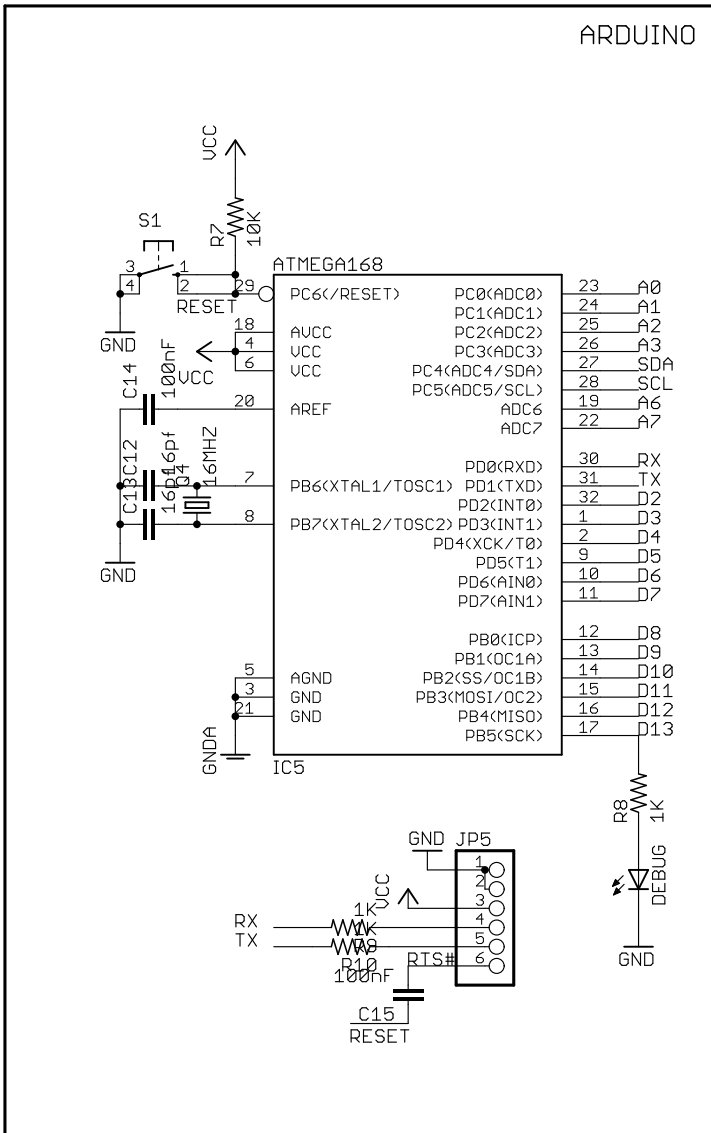 ARDUINO
VCC
S1
R7
10K
3
1
4
2
RESET
GND
ATMEGA168
29
PC6(/RESET)
18
AVCC
4
VCC
6
VCC
VCC
C14
100nF
20
AREF
C12
16pf
C13
16pf
Q4
16MHZ
7
PB6(XTAL1/TOSC1)
8
PB7(XTAL2/TOSC2)
GND
5
AGND
3
GND
21
GND
GNDA
IC5
PC0(ADC0) 23 A0
PC1(ADC1) 24 A1
PC2(ADC2) 25 A2
PC3(ADC3) 26 A3
PC4(ADC4/SDA) 27 SDA
PC5(ADC5/SCL) 28 SCL
ADC6 19 A6
ADC7 22 A7
PD0(RXD) 30 RX
PD1(TXD) 31 TX
PD2(INT0) 32 D2
PD3(INT1) 1 D3
PD4(XCK/T0) 2 D4
PD5(T1) 9 D5
PD6(AIN0) 10 D6
PD7(AIN1) 11 D7
PB0(ICP) 12 D8
PB1(OC1A) 13 D9
PB2(SS/OC1B) 14 D10
PB3(MOSI/OC2) 15 D11
PB4(MISO) 16 D12
PB5(SCK) 17 D13
R8
1K
DEBUG
GND
GND
JP5
VCC
1
2
3
4
5
6
RX
TX
1K
1K
R9
R10
100nF
RTS#
C15
RESET